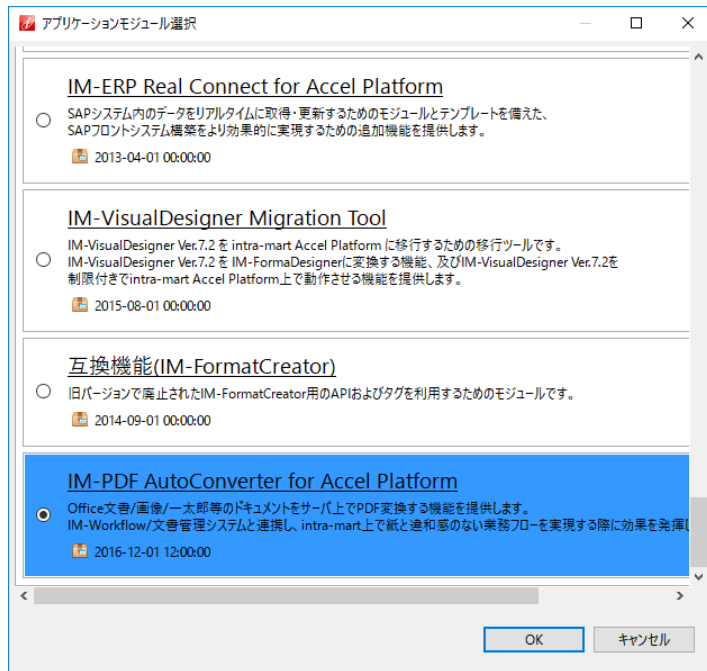 アプリケーションモジュール選択
IM-ERP Real Connect for Accel Platform
SAPシステム内のデータをリアルタイムに取得・更新するためのモジュールとテンプレートを備えた、
SAPフロントシステム構築をより効果的に実現するための追加機能を提供します。
2013-04-01 00:00:00
IM-VisualDesigner Migration Tool
IM-VisualDesigner Ver.7.2 を intra-mart Accel Platform に移行するための移行ツールです。
IM-VisualDesigner Ver.7.2 を IM-FormaDesignerに変換する機能、及びIM-VisualDesigner Ver.7.2を
制限付きでintra-mart Accel Platform上で動作させる機能を提供します。
2015-08-01 00:00:00
互換機能(IM-FormatCreator)
旧バージョンで廃止されたIM-FormatCreator用のAPIおよびタグを利用するためのモジュールです。
2014-09-01 00:00:00
IM-PDF AutoConverter for Accel Platform
Office文書/画像/一太郎等のドキュメントをサーバ上でPDF変換する機能を提供します。
IM-Workflow/文書管理システムと連携し、intra-mart上で紙と違和感のない業務フローを実現する際に効果を発揮し
2016-12-01 12:00:00
OK
キャンセル